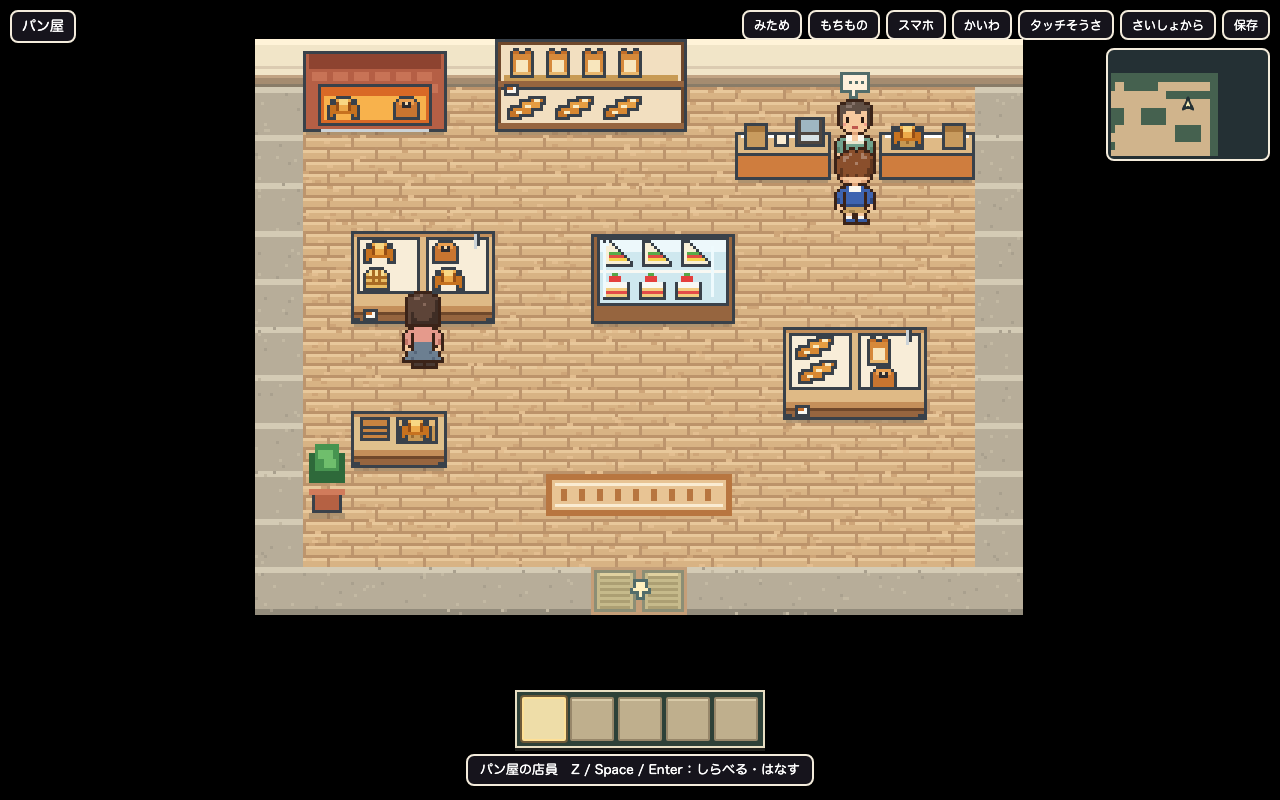 パン屋
みため
もちもの
スマホ
かいわ
タッチそうさ
さいしょから
保存
パン屋の店員　Z / Space / Enter：しらべる・はなす